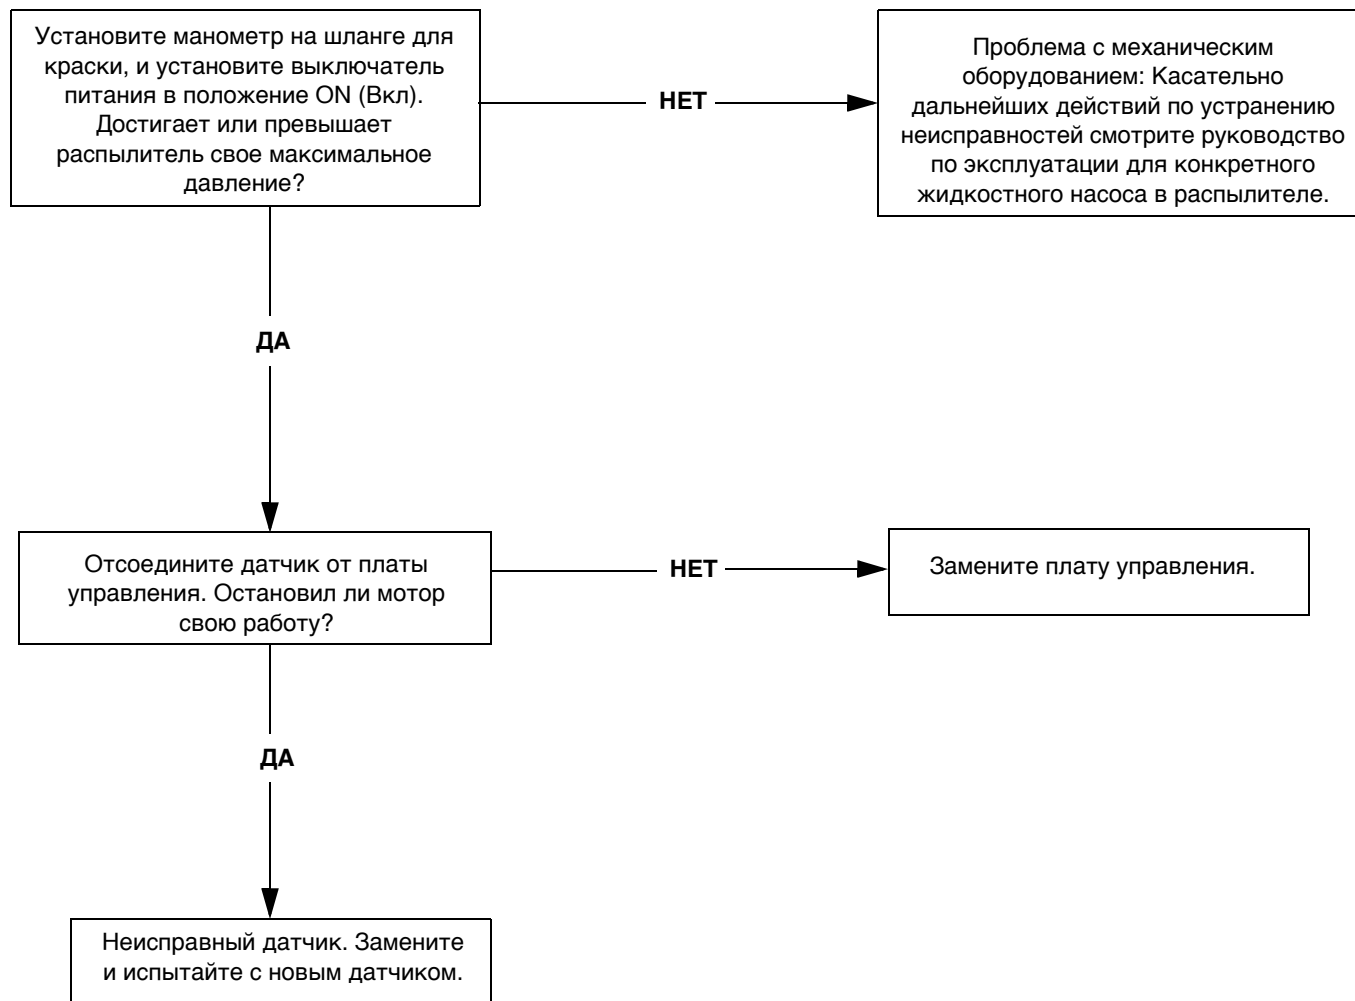 Установите манометр на шланге для
краски, и установите выключатель
питания в положение ON (Вкл).
Достигает или превышает
распылитель свое максимальное
давление?
НЕТ
Проблема с механическим
оборудованием: Касательно
дальнейших действий по устранению
неисправностей смотрите руководство
по эксплуатации для конкретного
жидкостного насоса в распылителе.
ДА
Отсоедините датчик от платы
управления. Остановил ли мотор
свою работу?
НЕТ
Замените плату управления.
ДА
Неисправный датчик. Замените
и испытайте с новым датчиком.